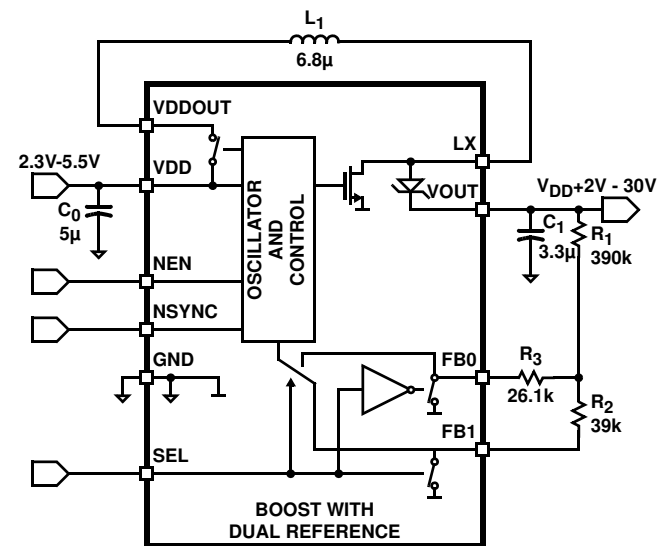 L1
6.8µ
VDDOUT
LX
2.3V-5.5V
VDD
VOUT
VDD+2V - 30V
C0
5µ
OSCILLATOR
AND
CONTROL
C1
3.3µ
R1
390k
NEN
NSYNC
GND
FB0
R3
26.1k
R2
39k
FB1
SEL
BOOST WITH
DUAL REFERENCE